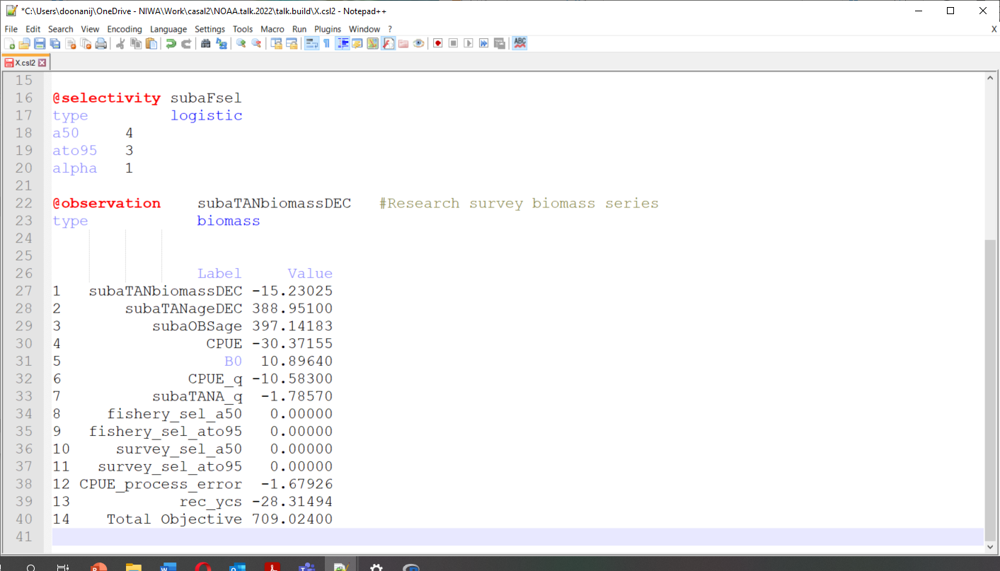 *C:\Users\doonanij\OneDrive - NIWA\Work\casal2\NOAA.talk.2022\talk.build\X.csl2 - Notepad++
File Edit Search View Encoding Language Settings Tools Macro Run Plugins Window ? X
ABC
X.csl2
15
16 @selectivity subaFsel
17 type logistic
18 a50 4
19 ato95 3
20 alpha 1
21
22 @observation subaTANbiomassDEC #Research survey biomass series
23 type biomass
24
25
26 Label Value
27 1 subaTANbiomassDEC -15.23025
28 2 subaTANageDEC 388.95100
29 3 subaOBSage 397.14183
30 4 CPUE -30.37155
31 5 B0 10.89640
32 6 CPUE_q -10.58300
33 7 subaTANA_q -1.78570
34 8 fishery_sel_a50 0.00000
35 9 fishery_sel_ato95 0.00000
36 10 survey_sel_a50 0.00000
37 11 survey_sel_ato95 0.00000
38 12 CPUE_process_error -1.67926
39 13 rec_ycs -28.31494
40 14 Total Objective 709.02400
41